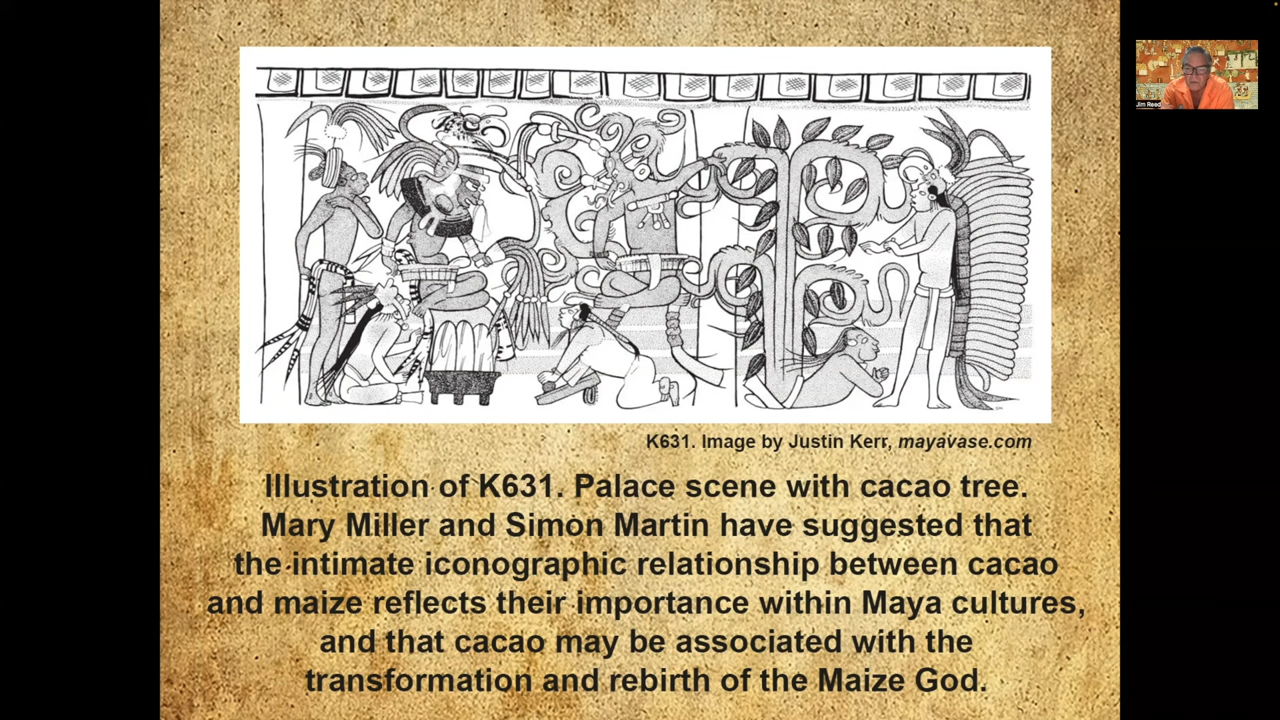 Jim Reed
K631. Image by Justin Kerr, mayavase.com
Illustration of K631. Palace scene with cacao tree.
Mary Miller and Simon Martin have suggested that
the intimate iconographic relationship between cacao
and maize reflects their importance within Maya cultures,
and that cacao may be associated with the
transformation and rebirth of the Maize God.